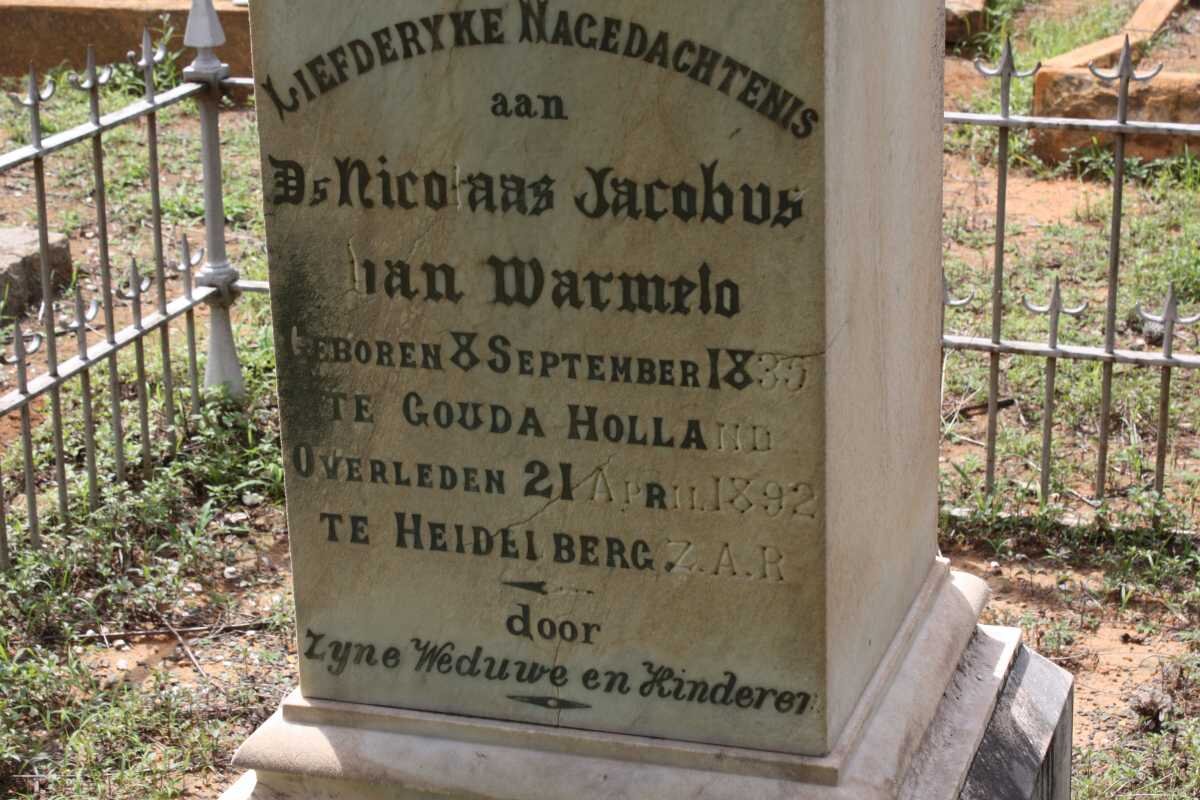 LIEFDERYKE NAGEDACHTENIS
aan
Ds Nicolaas Jacobus
van Warmelo
GEBOREN 8 SEPTEMBER 1835
TE GOUDA HOLLAND
OVERLEDEN 21 APRIL 1892
TE HEIDELBERG Z.A.R
door
Zyne Weduwe en Kinderen